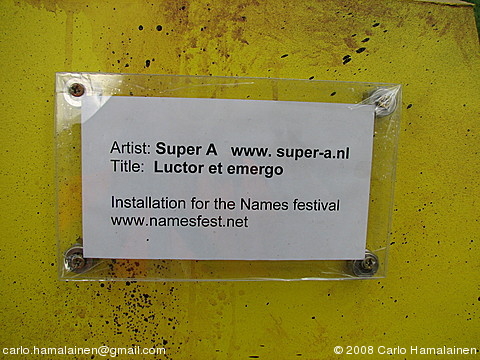 Artist: Super A www. super-a.nl
Title: Luctor et emergo
Installation for the Names festival
www.namesfest.net
carlo.hamalainen@gmail.com © 2008 Carlo Hamalainen